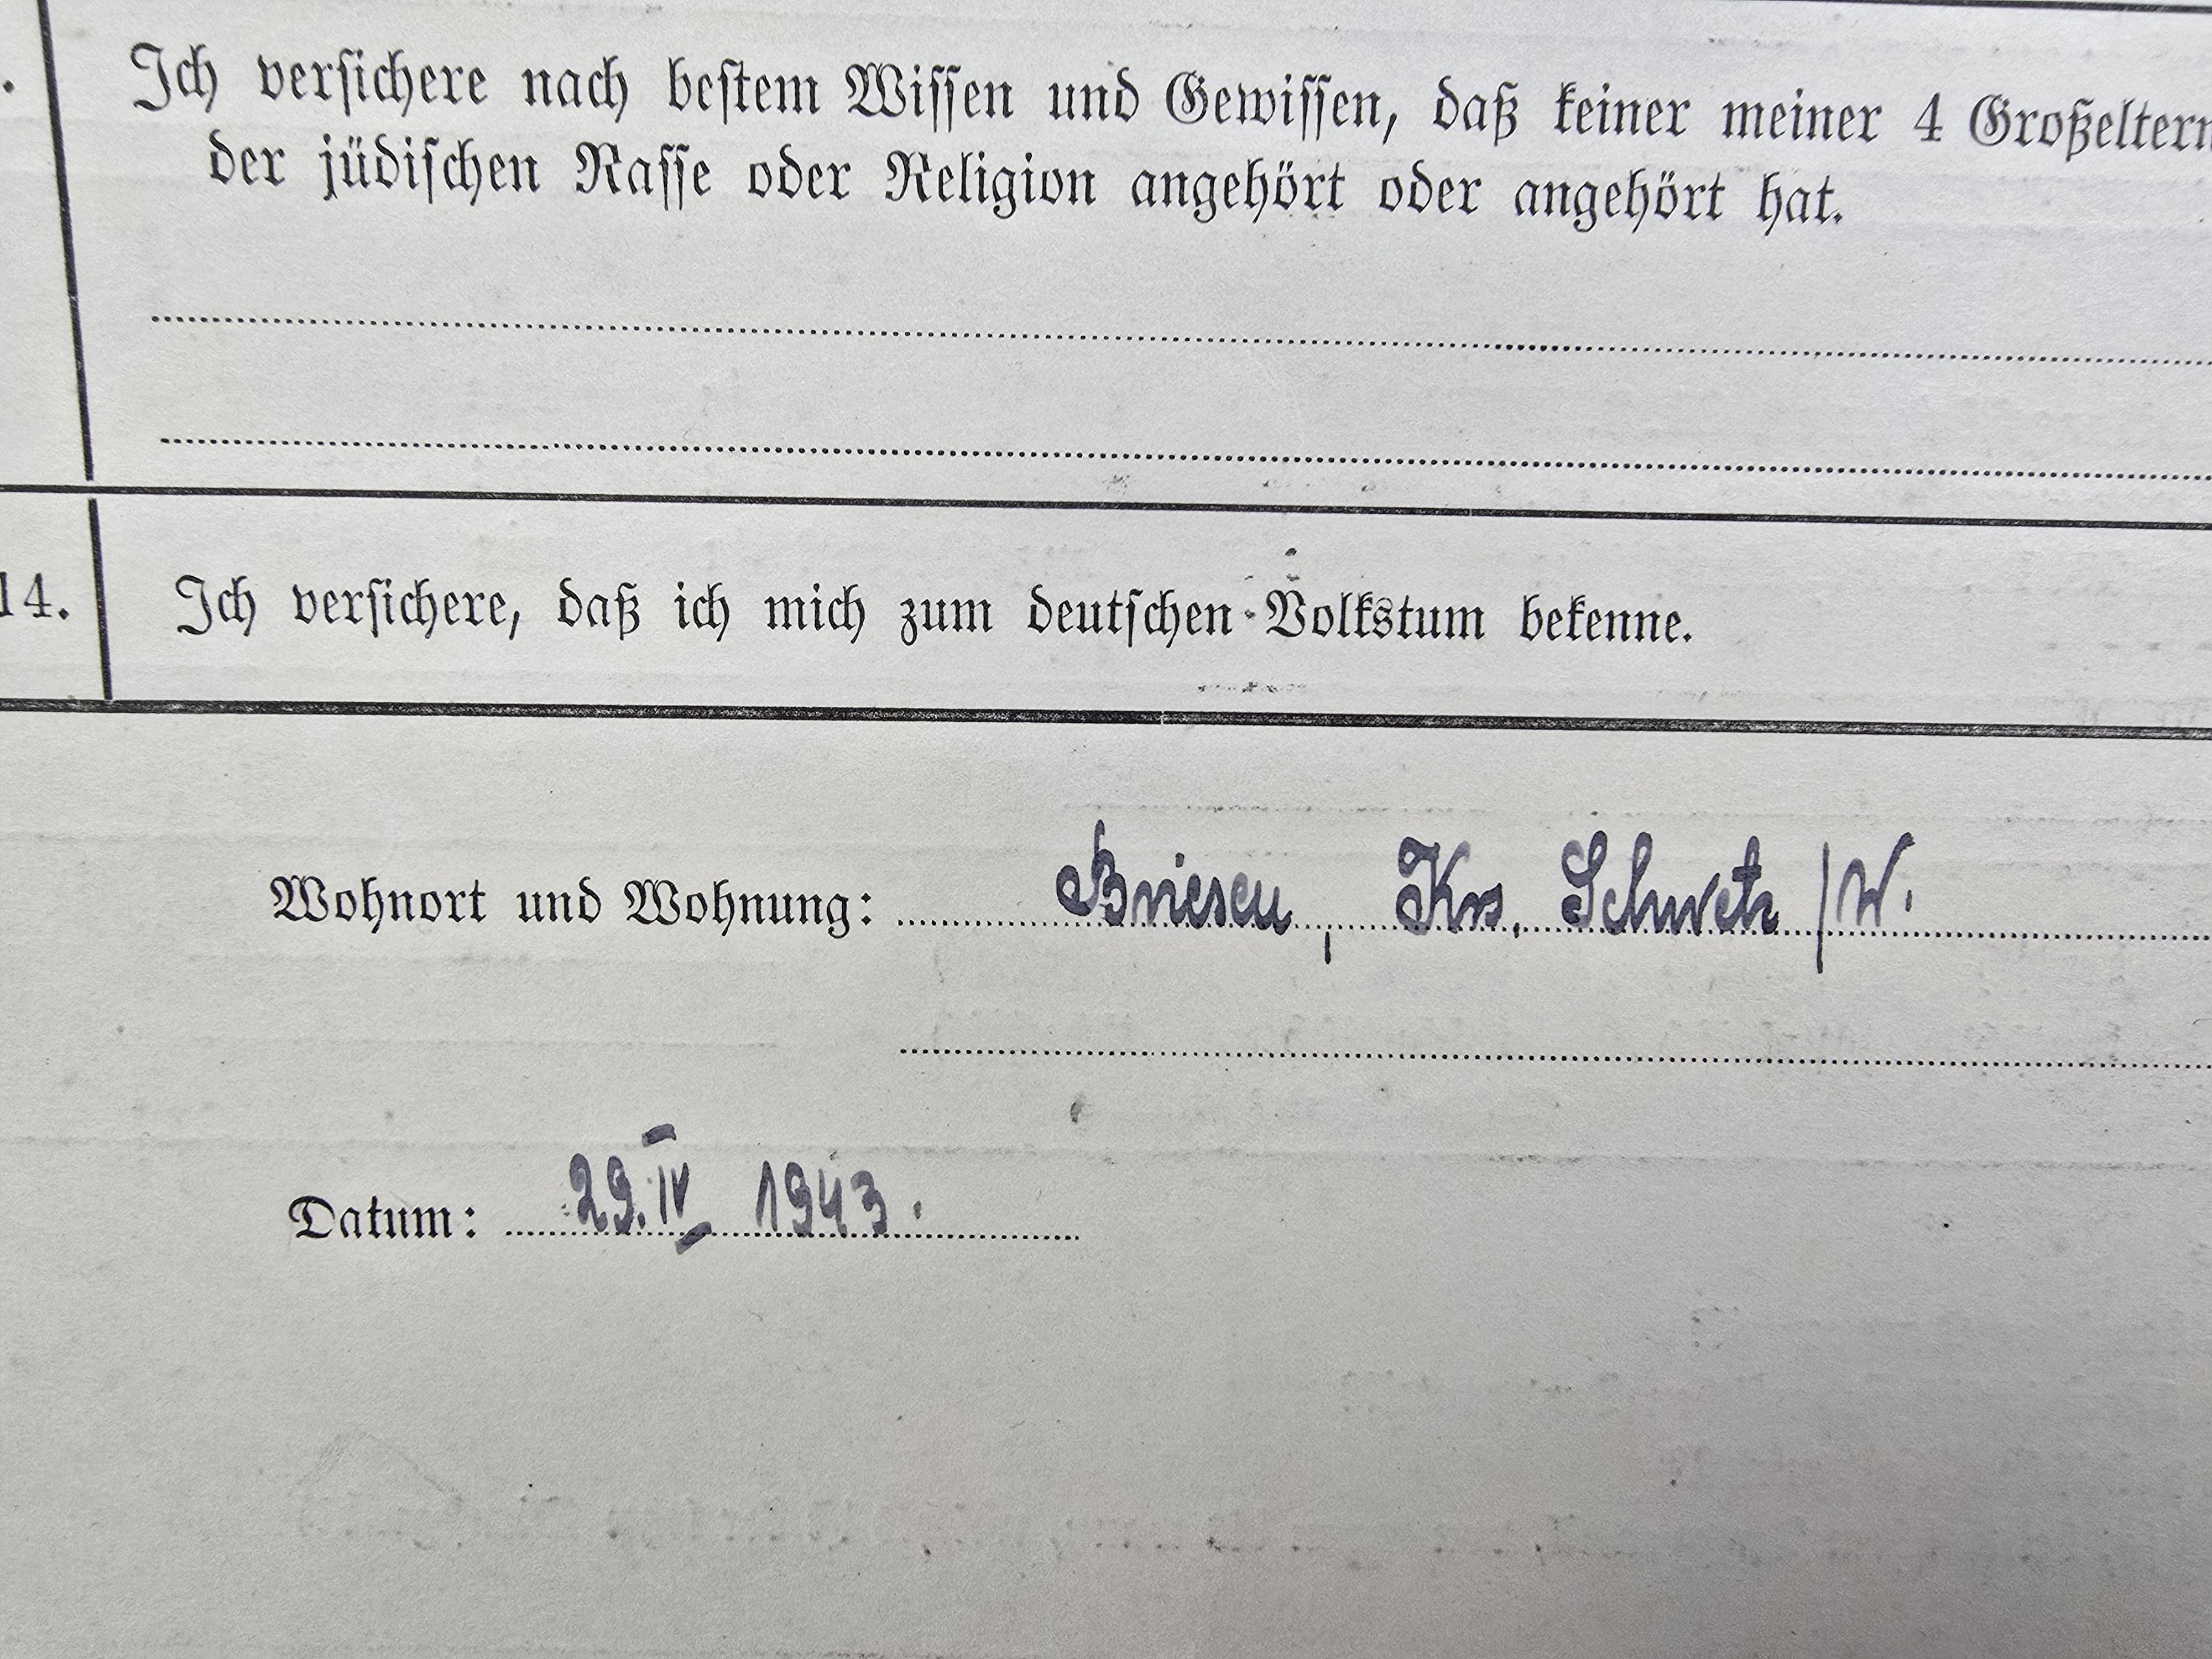 . Ich versichere nach bestem Wissen und Gewissen, daß keiner meiner 4 Großeltern
der jüdischen Rasse oder Religion angehört oder angehört hat.
14. Ich versichere, daß ich mich zum deutschen Volkstum bekenne.
Wohnort und Wohnung: Briesen, Krs. Schwetz /W.
Datum: 29. IV 1943.